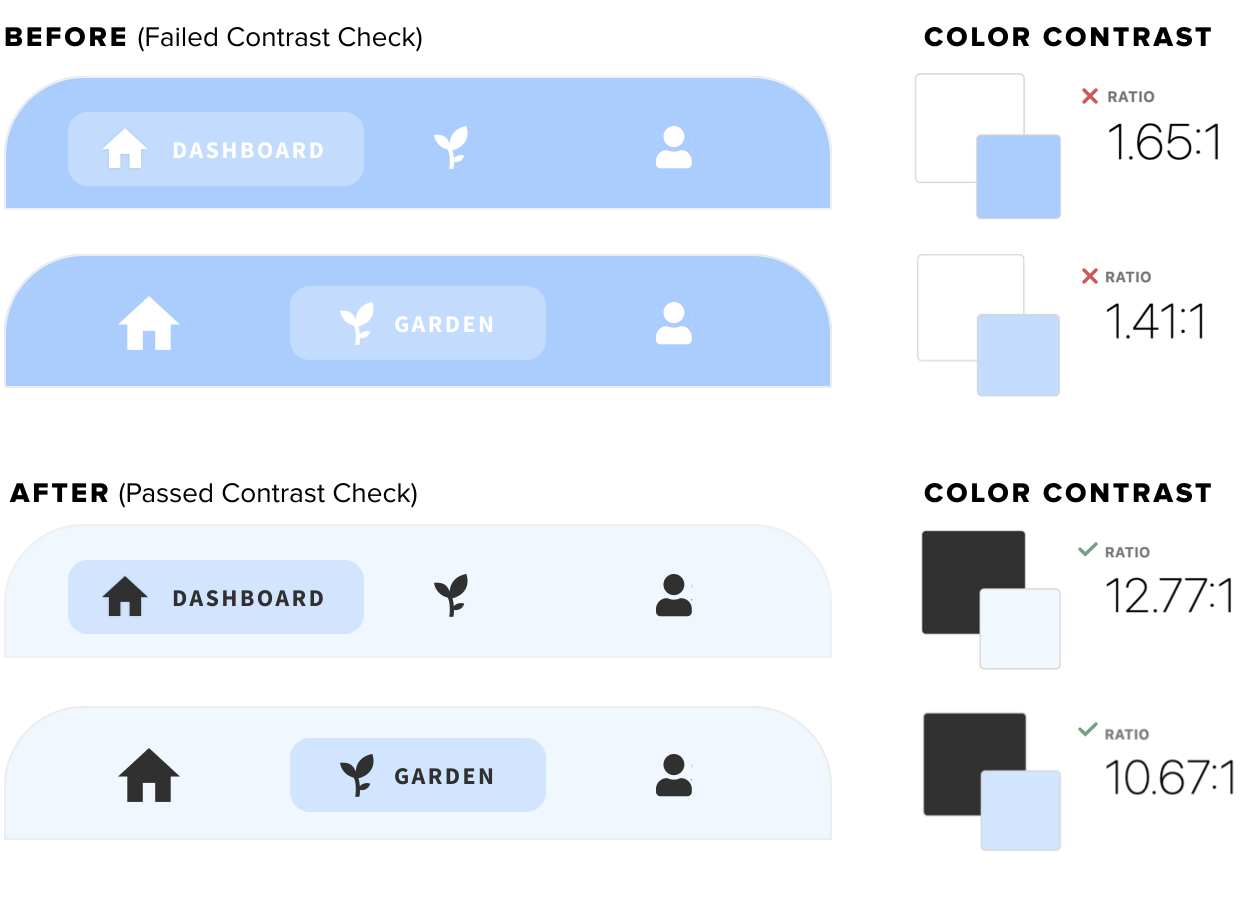 BEFORE (Failed Contrast Check)
COLOR CONTRAST
DASHBOARD
RATIO
1.65:1
GARDEN
RATIO
1.41:1
AFTER (Passed Contrast Check)
COLOR CONTRAST
DASHBOARD
RATIO
12.77:1
GARDEN
RATIO
10.67:1